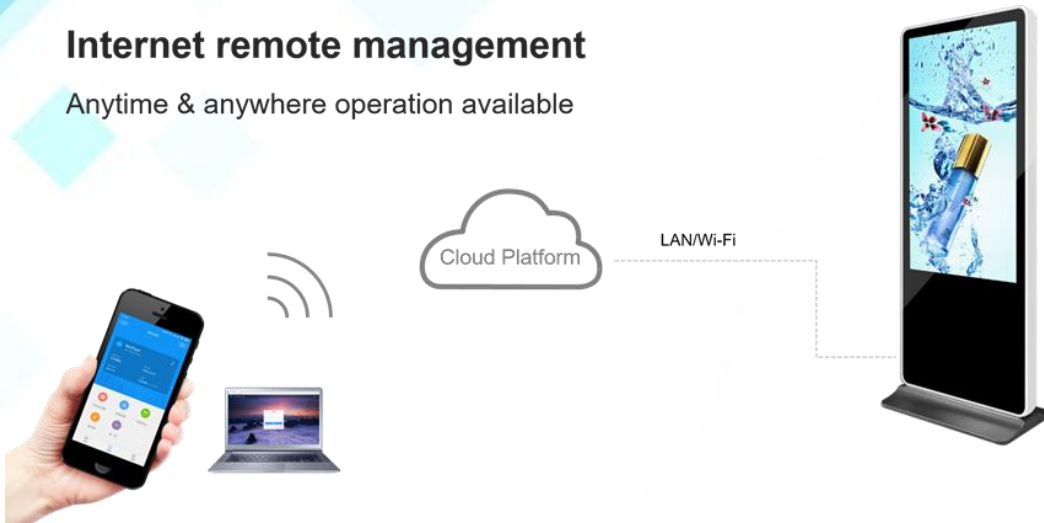 Internet remote management
Anytime & anywhere operation available
Cloud Platform
LAN/Wi-Fi